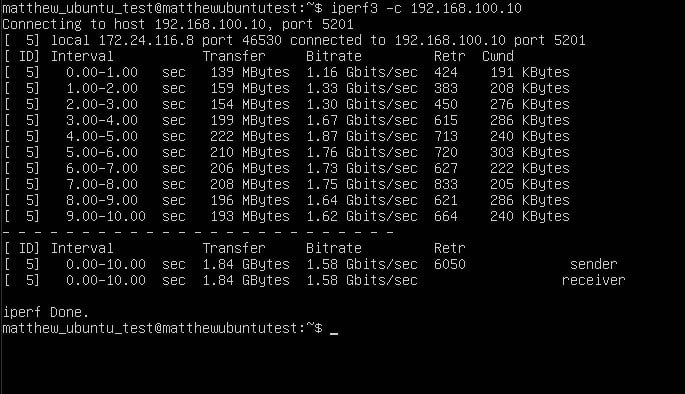 matthew_ubuntu_test@matthewubuntutest:~$ iperf3 -c 192.168.100.10
Connecting to host 192.168.100.10, port 5201
[  5] local 172.24.116.8 port 46530 connected to 192.168.100.10 port 5201
[ ID] Interval           Transfer     Bitrate         Retr  Cwnd
[  5]   0.00-1.00   sec   139 MBytes  1.16 Gbits/sec  424    191 KBytes
[  5]   1.00-2.00   sec   159 MBytes  1.33 Gbits/sec  383    208 KBytes
[  5]   2.00-3.00   sec   154 MBytes  1.30 Gbits/sec  450    276 KBytes
[  5]   3.00-4.00   sec   199 MBytes  1.67 Gbits/sec  615    286 KBytes
[  5]   4.00-5.00   sec   222 MBytes  1.87 Gbits/sec  713    240 KBytes
[  5]   5.00-6.00   sec   210 MBytes  1.76 Gbits/sec  720    303 KBytes
[  5]   6.00-7.00   sec   206 MBytes  1.73 Gbits/sec  627    222 KBytes
[  5]   7.00-8.00   sec   208 MBytes  1.75 Gbits/sec  833    205 KBytes
[  5]   8.00-9.00   sec   196 MBytes  1.64 Gbits/sec  621    286 KBytes
[  5]   9.00-10.00  sec   193 MBytes  1.62 Gbits/sec  664    240 KBytes
- - - - - - - - - - - - - - - - - - - - - - - - -
[ ID] Interval           Transfer     Bitrate         Retr
[  5]   0.00-10.00  sec  1.84 GBytes  1.58 Gbits/sec  6050             sender
[  5]   0.00-10.00  sec  1.84 GBytes  1.58 Gbits/sec                  receiver

iperf Done.
matthew_ubuntu_test@matthewubuntutest:~$ _